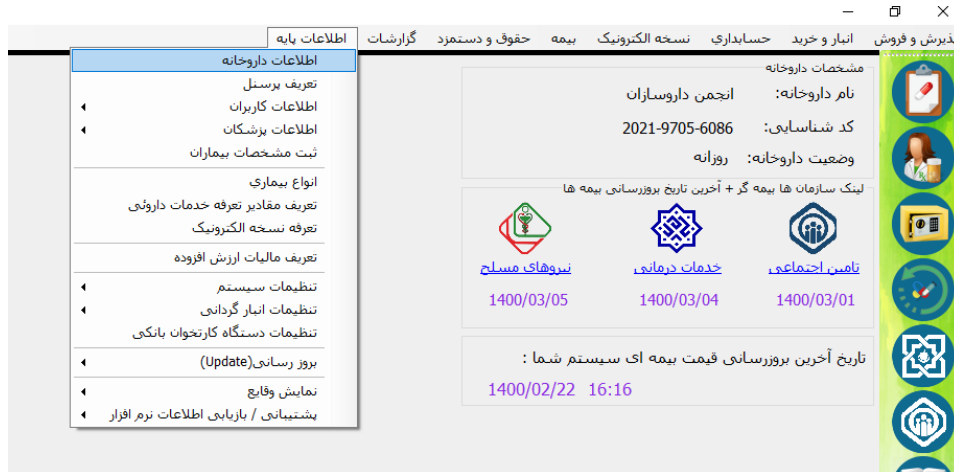 پذیرش و فروش انبار و خرید حسابداري نسخه الکترونیک بیمه حقوق و دستمزد گزارشات اطلاعات پایه
مشخصات داروخانه
نام داروخانه: انجمن داروسازان
کد شناسایی: 2021-9705-6086
وضعیت داروخانه: روزانه
لینک سازمان ها بیمه گر + آخرین تاریخ بروزرسانی بیمه ها
تامین اجتماعی خدمات درمانی نیروهای مسلح
1400/03/01 1400/03/04 1400/03/05
تاریخ آخرین بروزرسانی قیمت بیمه ای سیستم شما :
1400/02/22 16:16
اطلاعات داروخانه
تعریف پرسنل
اطلاعات کاربران
اطلاعات پزشکان
ثبت مشخصات بیماران
انواع بیماري
تعریف مقادیر تعرفه خدمات داروئی
تعرفه نسخه الکترونیک
تعریف مالیات ارزش افزوده
تنظیمات سیستم
تنظیمات انبار گردانی
تنظیمات دستگاه کارتخوان بانکی
بروز رسانی(Update)
نمایش وقایع
پشتیبانی / بازیابی اطلاعات نرم افزار